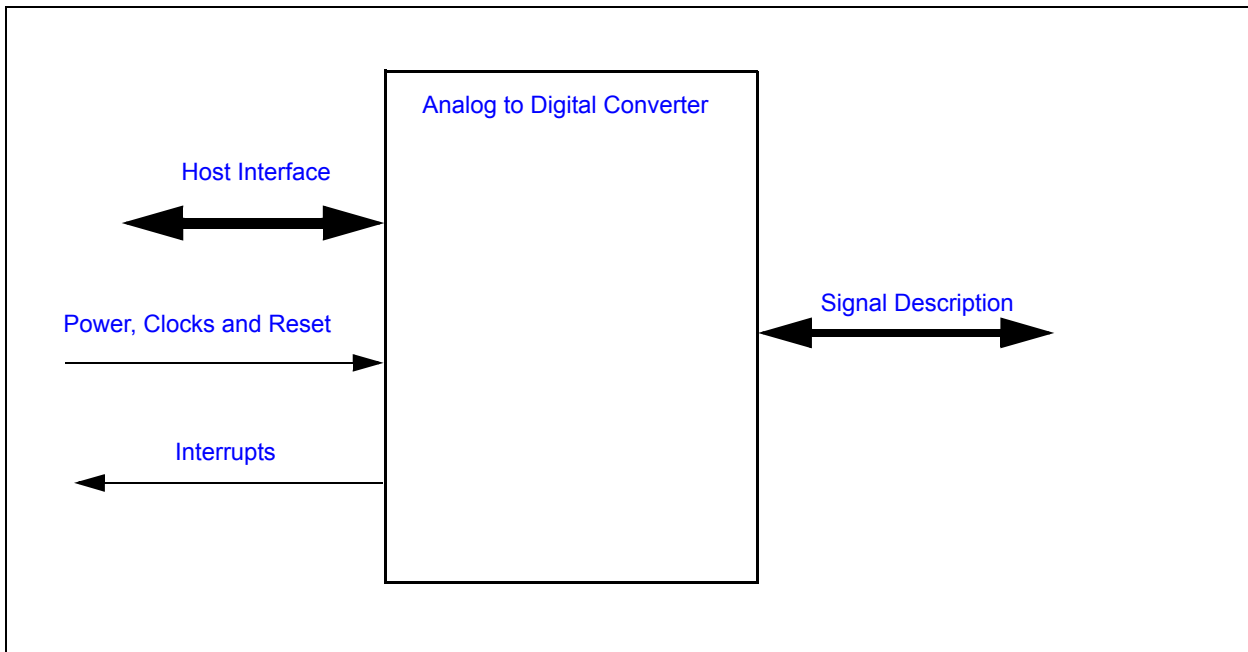 Analog to Digital Converter
Host Interface
Signal Description
Power, Clocks and Reset
Interrupts